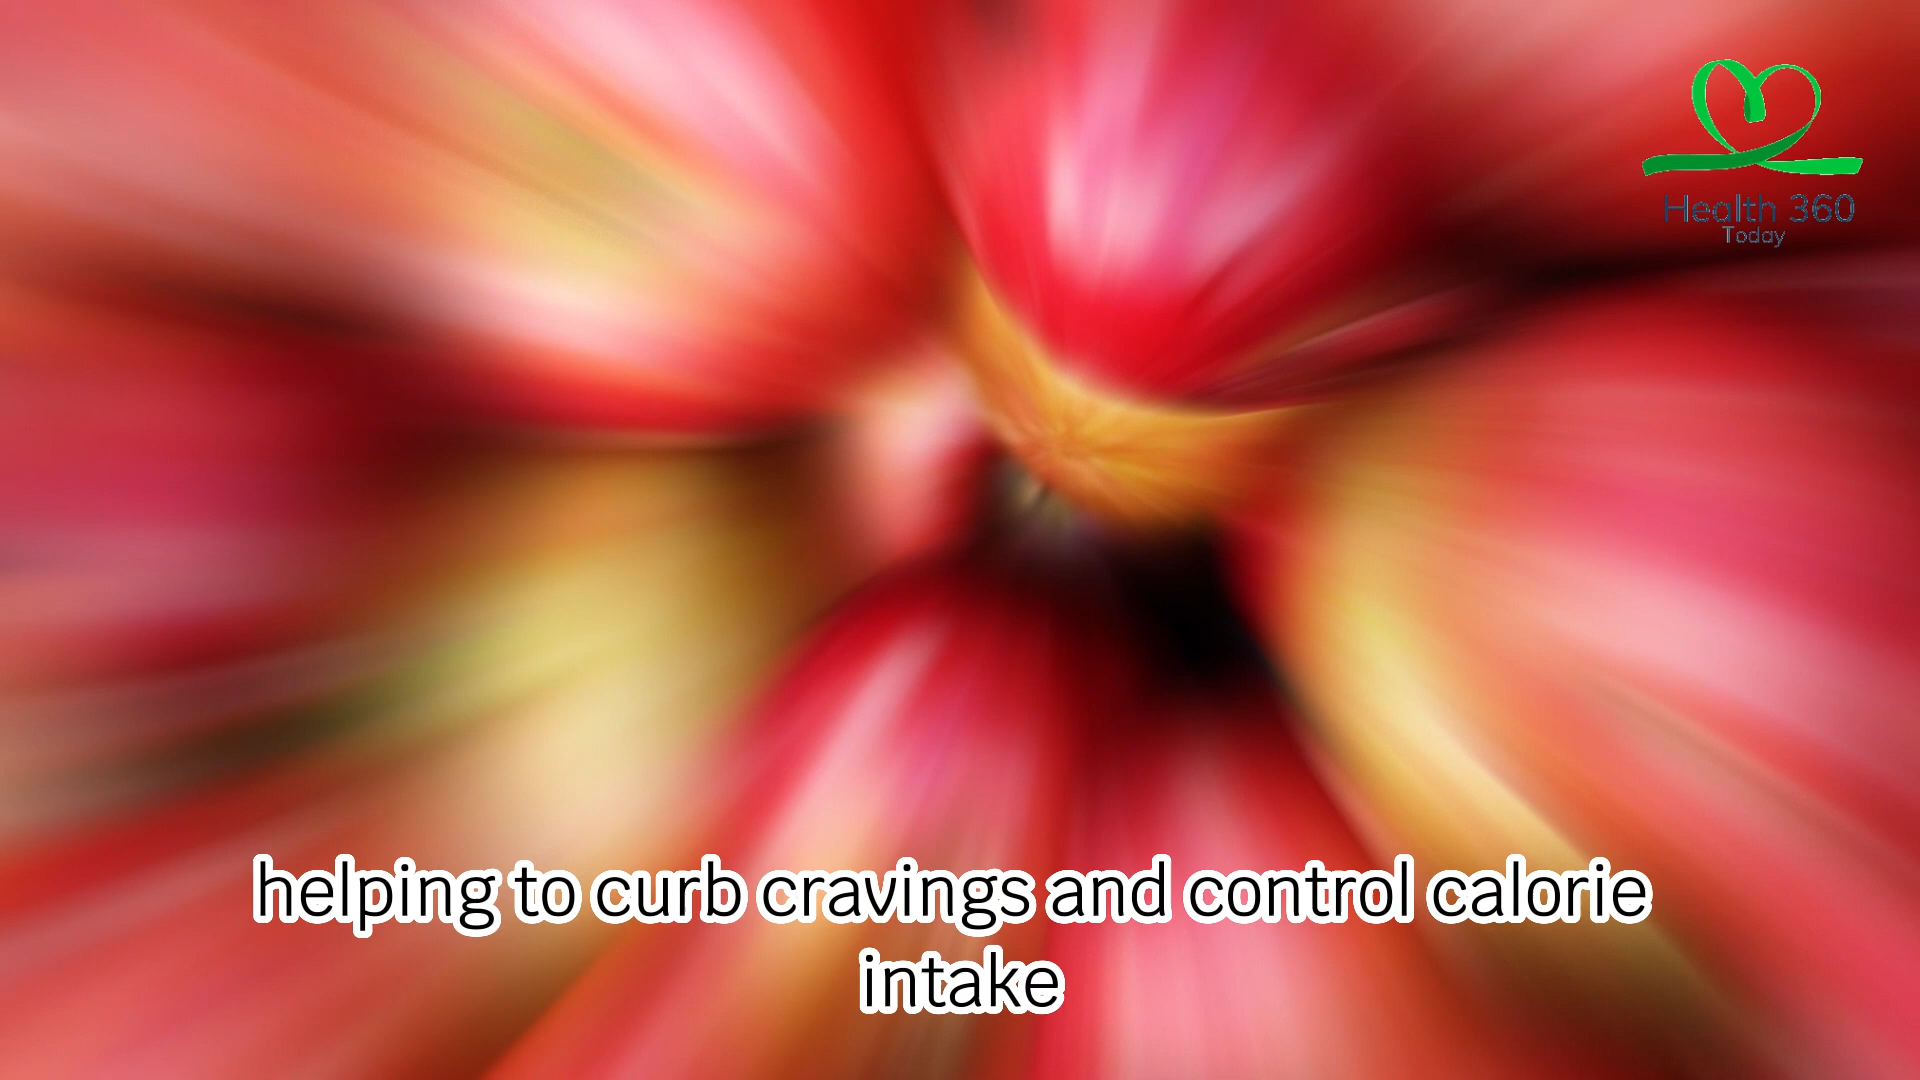 Health 360
Today
helping to curb cravings and control calorie
intake